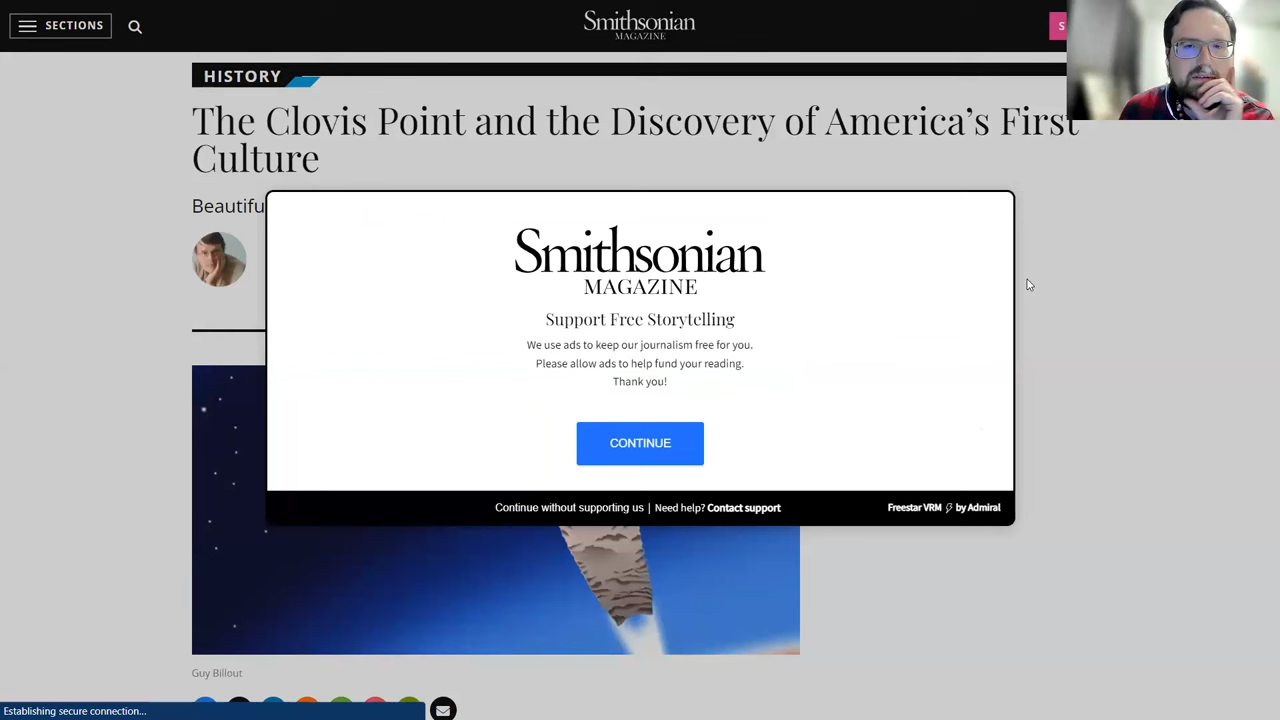 SECTIONS
Smithsonian
MAGAZINE
S
HISTORY
The Clovis Point and the Discovery of America's First
Culture
Beautifu
Smithsonian
MAGAZINE
Support Free Storytelling
We use ads to keep our journalism free for you.
Please allow ads to help fund your reading.
Thank you!
CONTINUE
Continue without supporting us | Need help? Contact support
Freestar VRM by Admiral
Guy Billout
Establishing secure connection...